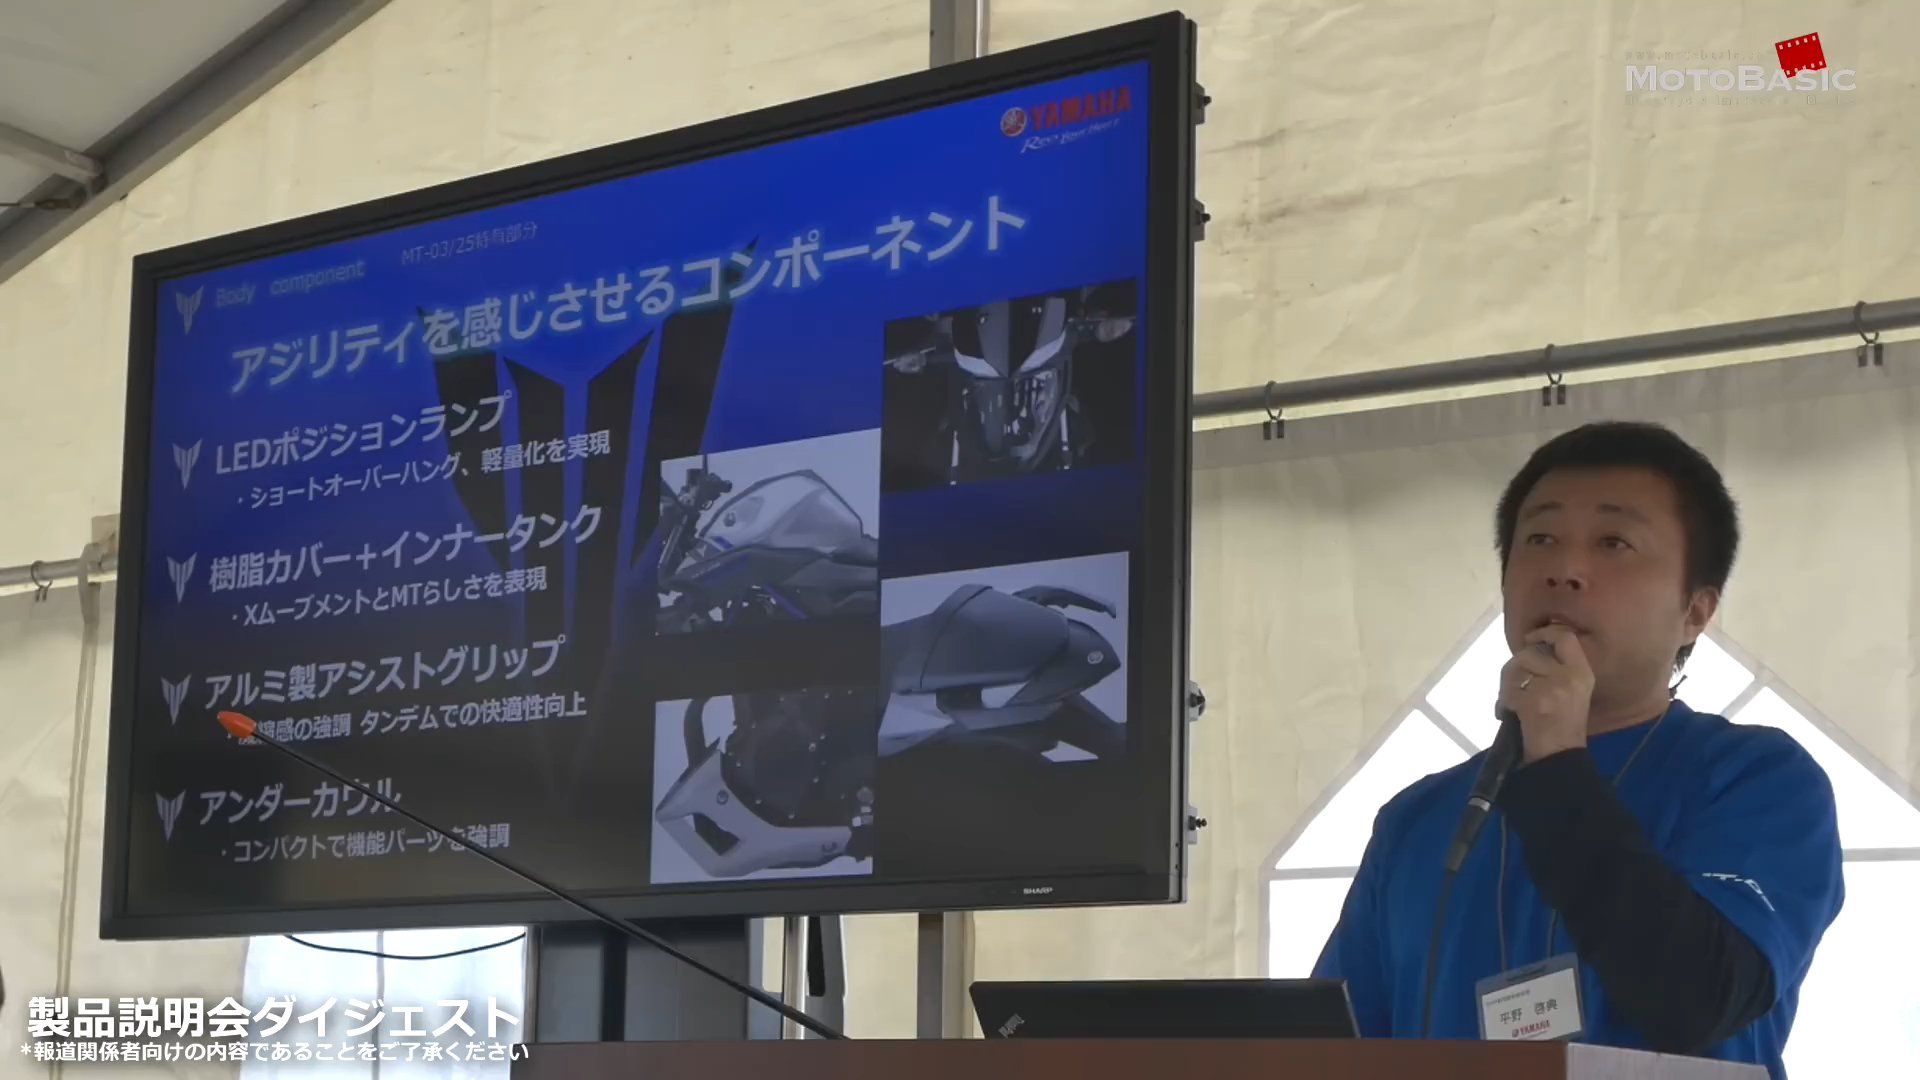 MOTOBASIC
YAMAHA
Revs Your Heart
MT-03/25特有部分
Body component
アジリティを感じさせるコンポーネント
LEDポジションランプ
・ショートオーバーハング、軽量化を実現
樹脂カバー＋インナータンク
・XムーブメントとMTらしさを表現
アルミ製アシストグリップ
感の強調 タンデムでの快適性向上
アンダーカウル
・コンパクトで機能パーツを強調
SHARP
平野 啓典
YAMAHA
製品説明会ダイジェスト
*報道関係者向けの内容であることをご了承ください